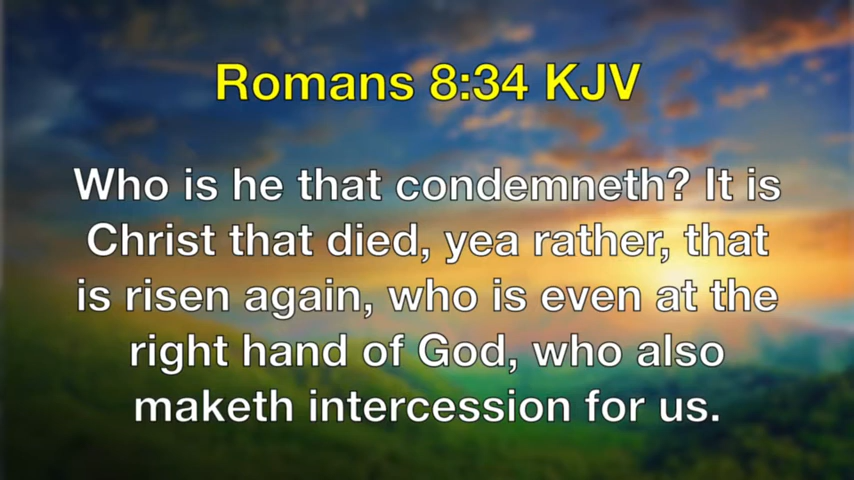 Romans 8:34 KJV
Who is he that condemneth? It is
Christ that died, yea rather, that
is risen again, who is even at the
right hand of God, who also
maketh intercession for us.